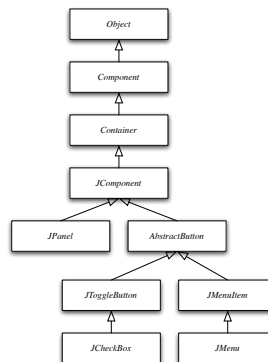 Object
Component
Container
JComponent
JPanel
AbstractButton
JToggleButton
JMenuItem
JCheckBox
JMenu